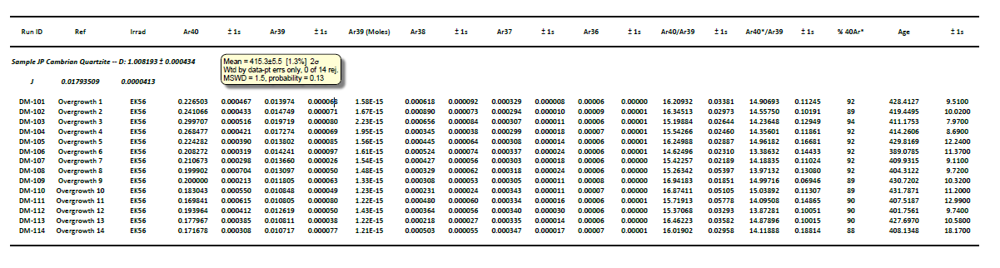 Run ID Ref Irrad Ar40 ± 1s Ar39 ± 1s Ar39 (Moles) Ar38 ± 1s Ar37 ± 1s Ar36 ± 1s Ar40/Ar39 ± 1s Ar40*/Ar39 ± 1s % 40Ar* Age ± 1s
Sample JP Cambrian Quartzite -- D: 1.008193 ± 0.000434
Mean = 415.3±5.5 [1.3%] 2σ
Wtd by data-pt errs only, 0 of 14 rej.
MSWD = 1.5, probability = 0.13
J 0.01793509 0.0000413
DM-101 Overgrowth 1 EK56 0.226503 0.000467 0.013974 0.000068 1.58E-15 0.000618 0.000092 0.000329 0.000008 0.00006 0.00000 16.20932 0.03381 14.90693 0.11245 92 428.4127 9.5100
DM-102 Overgrowth 2 EK56 0.241066 0.000433 0.014749 0.000071 1.67E-15 0.000890 0.000073 0.000294 0.000010 0.00009 0.00001 16.34513 0.02973 14.55750 0.10191 89 419.4495 10.0200
DM-103 Overgrowth 3 EK56 0.299707 0.000516 0.019719 0.000080 2.23E-15 0.000656 0.000084 0.000307 0.000011 0.00006 0.00001 15.19884 0.02644 14.23648 0.12949 94 411.1753 7.9700
DM-104 Overgrowth 4 EK56 0.268477 0.000421 0.017274 0.000069 1.95E-15 0.000345 0.000038 0.000299 0.000018 0.00007 0.00001 15.54266 0.02460 14.35601 0.11861 92 414.2606 8.6900
DM-105 Overgrowth 5 EK56 0.224282 0.000390 0.013802 0.000085 1.56E-15 0.000445 0.000064 0.000308 0.000014 0.00006 0.00001 16.24988 0.02887 14.96182 0.16681 92 429.8169 12.2400
DM-106 Overgrowth 6 EK56 0.208272 0.000319 0.014241 0.000097 1.61E-15 0.000524 0.000074 0.000337 0.000024 0.00006 0.00000 14.62496 0.02310 13.38632 0.14433 92 389.0785 11.3700
DM-107 Overgrowth 7 EK56 0.210673 0.000298 0.013660 0.000026 1.54E-15 0.000427 0.000056 0.000303 0.000018 0.00006 0.00000 15.42257 0.02189 14.18835 0.11024 92 409.9315 9.1100
DM-108 Overgrowth 8 EK56 0.199902 0.000704 0.013097 0.000050 1.48E-15 0.000329 0.000062 0.000318 0.000024 0.00006 0.00000 15.26342 0.05397 13.97132 0.13080 92 404.3122 9.7200
DM-109 Overgrowth 9 EK56 0.200000 0.000213 0.011805 0.000063 1.33E-15 0.000308 0.000053 0.000305 0.000011 0.00008 0.00000 16.94183 0.01851 14.99716 0.06946 89 430.7202 10.3200
DM-110 Overgrowth 10 EK56 0.183043 0.000550 0.010848 0.000049 1.23E-15 0.000231 0.000024 0.000343 0.000011 0.00007 0.00000 16.87411 0.05105 15.03892 0.11307 89 431.7871 11.2000
DM-111 Overgrowth 11 EK56 0.169841 0.000615 0.010805 0.000080 1.22E-15 0.000480 0.000060 0.000334 0.000016 0.00006 0.00001 15.71913 0.05778 14.09508 0.14865 90 407.5187 12.9900
DM-112 Overgrowth 12 EK56 0.193964 0.000412 0.012619 0.000050 1.43E-15 0.000364 0.000056 0.000340 0.000030 0.00006 0.00000 15.37068 0.03293 13.87281 0.10051 90 401.7561 9.7400
DM-113 Overgrowth 13 EK56 0.177967 0.000385 0.010811 0.000038 1.22E-15 0.000218 0.000027 0.000335 0.000014 0.00006 0.00000 16.46223 0.03582 14.87896 0.10015 90 427.6970 10.5800
DM-114 Overgrowth 14 EK56 0.171678 0.000308 0.010717 0.000077 1.21E-15 0.000503 0.000055 0.000347 0.000017 0.00007 0.00001 16.01902 0.02958 14.11888 0.18814 88 408.1348 18.1700